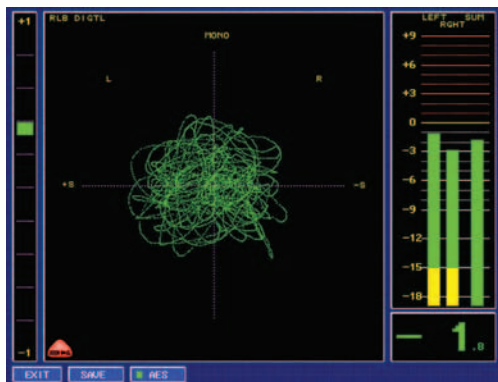 +1
RLB DIGTL
MONO
L
R
+S
-S
-1
LEFT SUM
RGHT
+9
+6
+3
0
-3
-6
-9
-12
-15
-18
- 1.8
EXIT
SAVE
AES